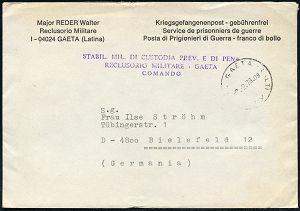 Major REDER Walter
Reclusorio Militare
I - 04024 GAETA (Latina)
Kriegsgefangenenpost - gebührenfrei
Service de prisonniers de guerre
Posta di Prigionieri di Guerra - franco di bollo
STABIL. MIL. DI CUSTODIA PREV. E DI PENA
RECLUSORIO MILITARE - GAETA
COMANDO
GAETA
S.g.
Frau Ilse Ströhm
Tübingerstr. 1
D - 4800 Bielefeld 12
(Germania)